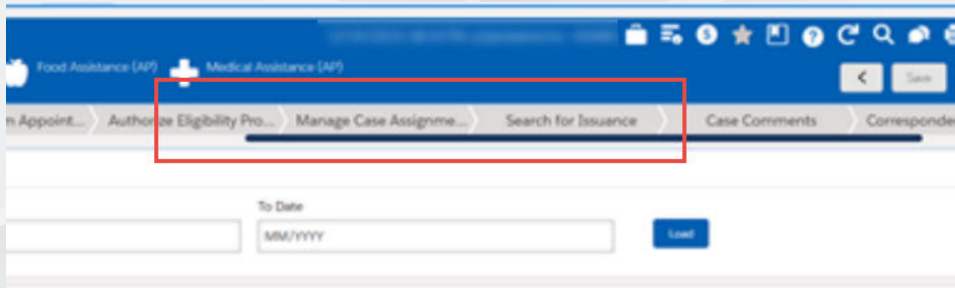 Food Assistance (AP) Medical Assistance (AP)
Save
n Appoint... Authorize Eligibility Pro... Manage Case Assignme... Search for Issuance Case Comments Corresponde
To Date
MM/YYYY Load